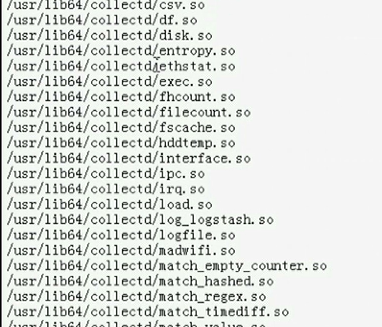 /usr/lib64/collectd/csv.so
/usr/lib64/collectd/df.so
/usr/lib64/collectd/disk.so
/usr/lib64/collectd/entropy.so
/usr/lib64/collectd/ethstat.so
/usr/lib64/collectd/exec.so
/usr/lib64/collectd/fhcount.so
/usr/lib64/collectd/filecount.so
/usr/lib64/collectd/fscache.so
/usr/lib64/collectd/hddtemp.so
/usr/lib64/collectd/interface.so
/usr/lib64/collectd/ipc.so
/usr/lib64/collectd/irq.so
/usr/lib64/collectd/load.so
/usr/lib64/collectd/log_logstash.so
/usr/lib64/collectd/logfile.so
/usr/lib64/collectd/madwifi.so
/usr/lib64/collectd/match_empty_counter.so
/usr/lib64/collectd/match_hashed.so
/usr/lib64/collectd/match_regex.so
/usr/lib64/collectd/match_timediff.so
/usr/lib64/collectd/match_value.so